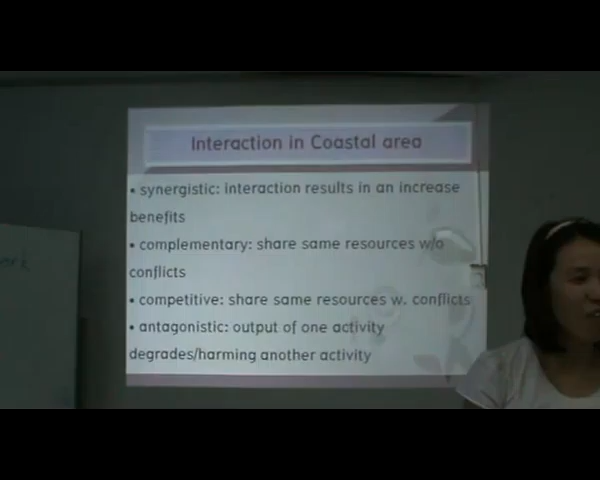 Interaction in Coastal area
• synergistic: interaction results in an increase
benefits
• complementary: share same resources w/o
conflicts
• competitive: share same resources w. conflicts
• antagonistic: output of one activity
degrades/harming another activity